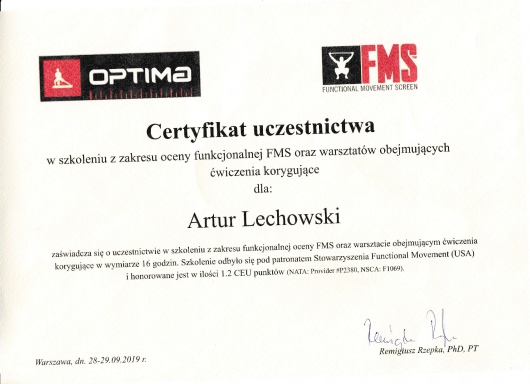 OPTIMA
FMS
FUNCTIONAL MOVEMENT SCREEN
Certyfikat uczestnictwa
w szkoleniu z zakresu oceny funkcjonalnej FMS oraz warsztatów obejmujących
ćwiczenia korygujące
dla:
Artur Lechowski
zaświadcza się o uczestnictwie w szkoleniu z zakresu funkcjonalnej oceny FMS oraz warsztacie obejmującym ćwiczenia
korygujące w wymiarze 16 godzin. Szkolenie odbyło się pod patronatem Stowarzyszenia Functional Movement (USA)
i honorowane jest w ilości 1.2 CEU punktów (NATA: Provider #P2380, NSCA: F1069).
Remigiusz Rzepka, PhD, PT
Warszawa, dn. 28-29.09.2019 r.